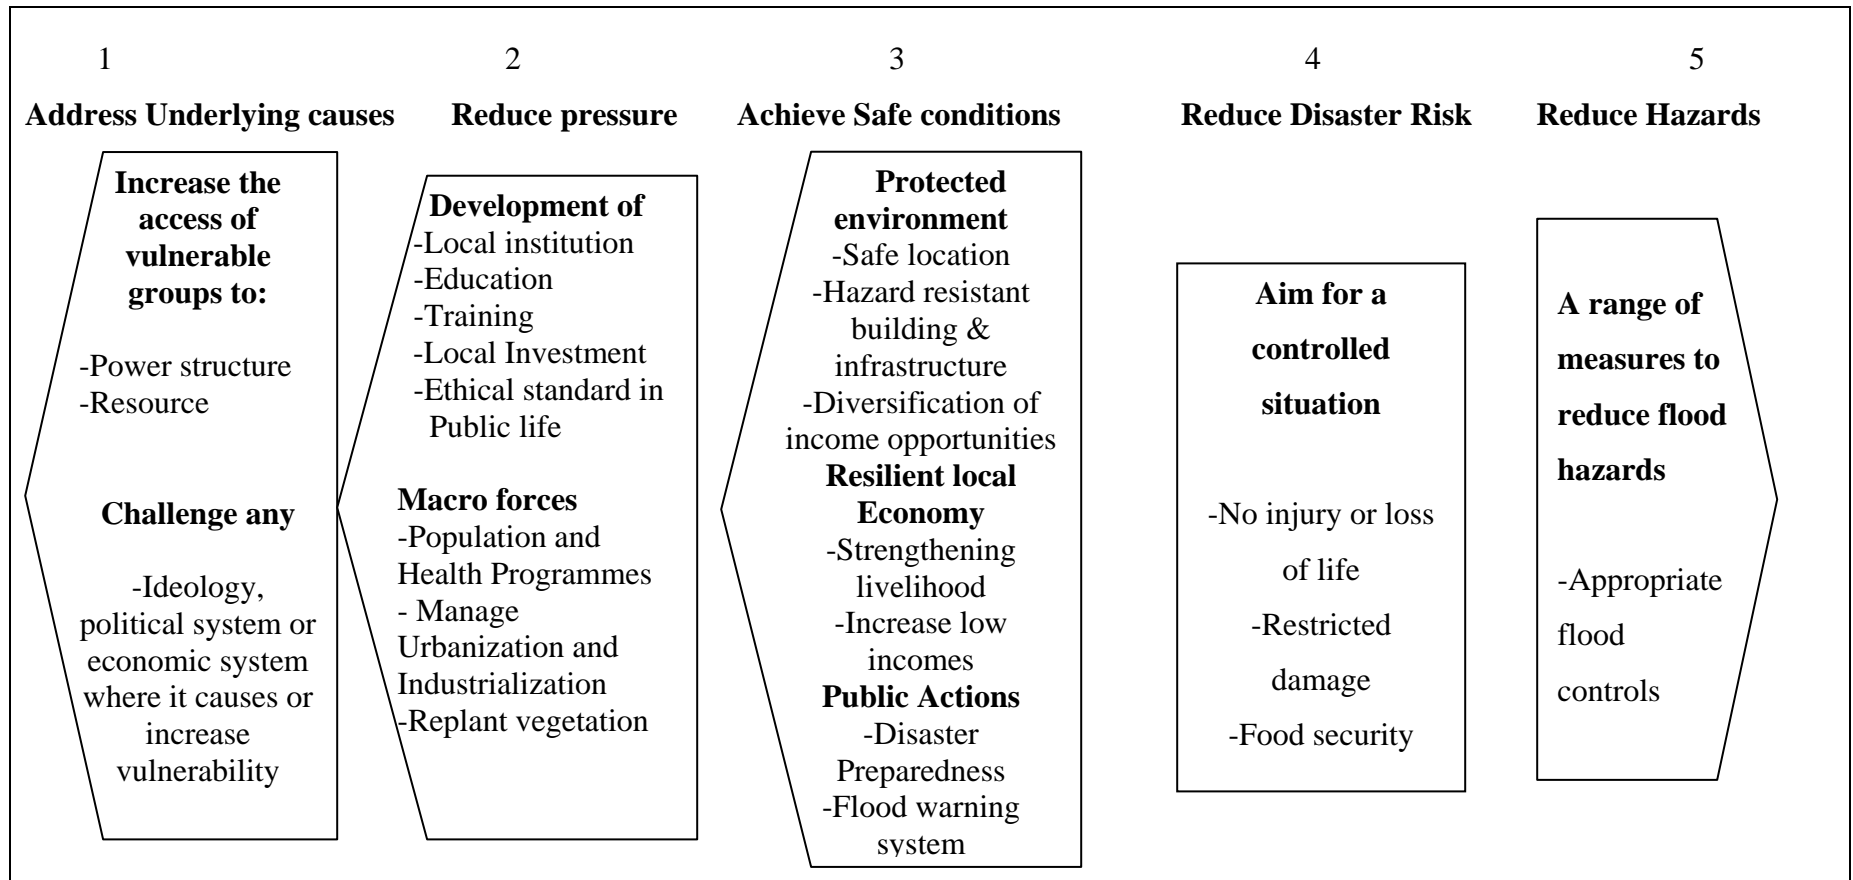 1
Address Underlying causes
Increase the
access of
vulnerable
groups to:
-Power structure
-Resource
Challenge any
-Ideology,
political system or
economic system
where it causes or
increase
vulnerability
2
Reduce pressure
Development of
-Local institution
-Education
-Training
-Local Investment
-Ethical standard in
Public life
Macro forces
-Population and
Health Programmes
- Manage
Urbanization and
Industrialization
-Replant vegetation
3
Achieve Safe conditions
Protected
environment
-Safe location
-Hazard resistant
building &
infrastructure
-Diversification of
income opportunities
Resilient local
Economy
-Strengthening
livelihood
-Increase low
incomes
Public Actions
-Disaster
Preparedness
-Flood warning
system
4
Reduce Disaster Risk
Aim for a
controlled
situation
-No injury or loss
of life
-Restricted
damage
-Food security
5
Reduce Hazards
A range of
measures to
reduce flood
hazards
-Appropriate
flood
controls